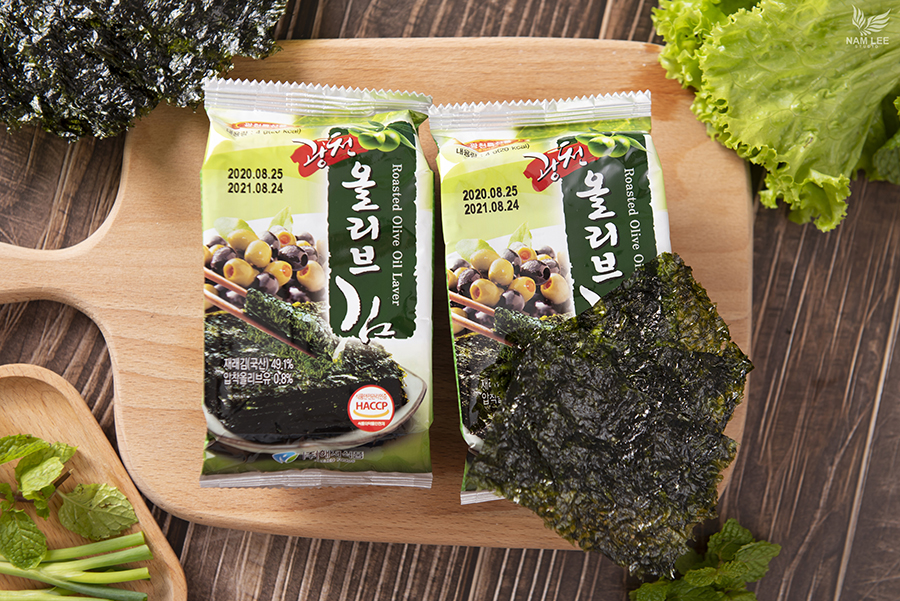 NAM LEE
2020.08.25
2021.08.24
광천
올리브
김
Roasted Olive Oil Laver
재래김(국산) 49.1%
압착올리브유 0.8%
HACCP
2020.08.25
2021.08.24
광천
올리브
Roasted Olive Oi